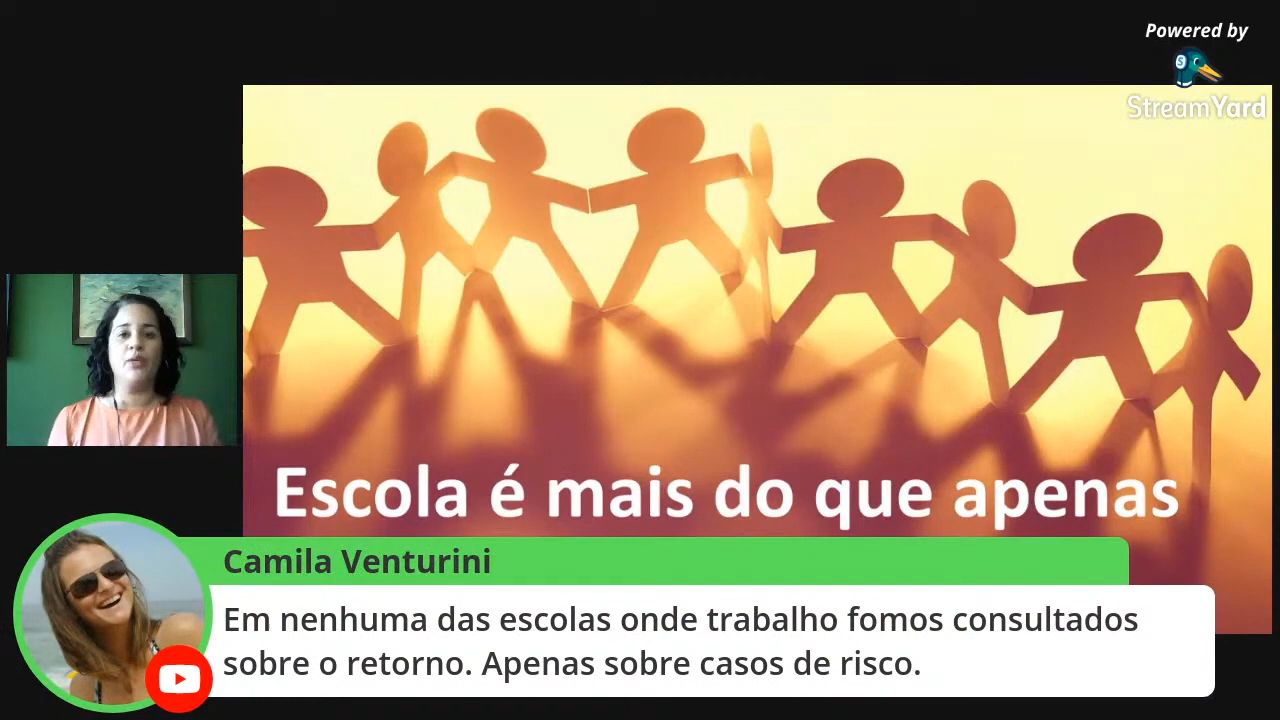 Powered by
StreamYard
Escola é mais do que apenas
Camila Venturini
Em nenhuma das escolas onde trabalho fomos consultados
sobre o retorno. Apenas sobre casos de risco.